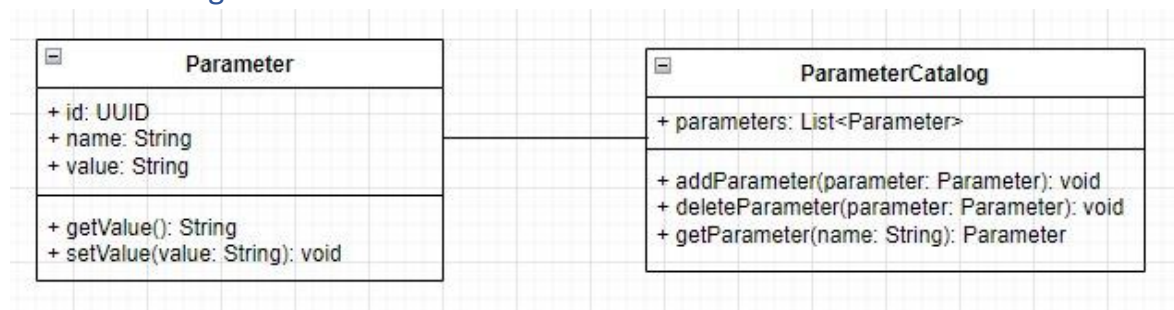 Parameter
+ id: UUID
+ name: String
+ value: String
+ getValue(): String
+ setValue(value: String): void
ParameterCatalog
+ parameters: List<Parameter>
+ addParameter(parameter: Parameter): void
+ deleteParameter(parameter: Parameter): void
+ getParameter(name: String): Parameter